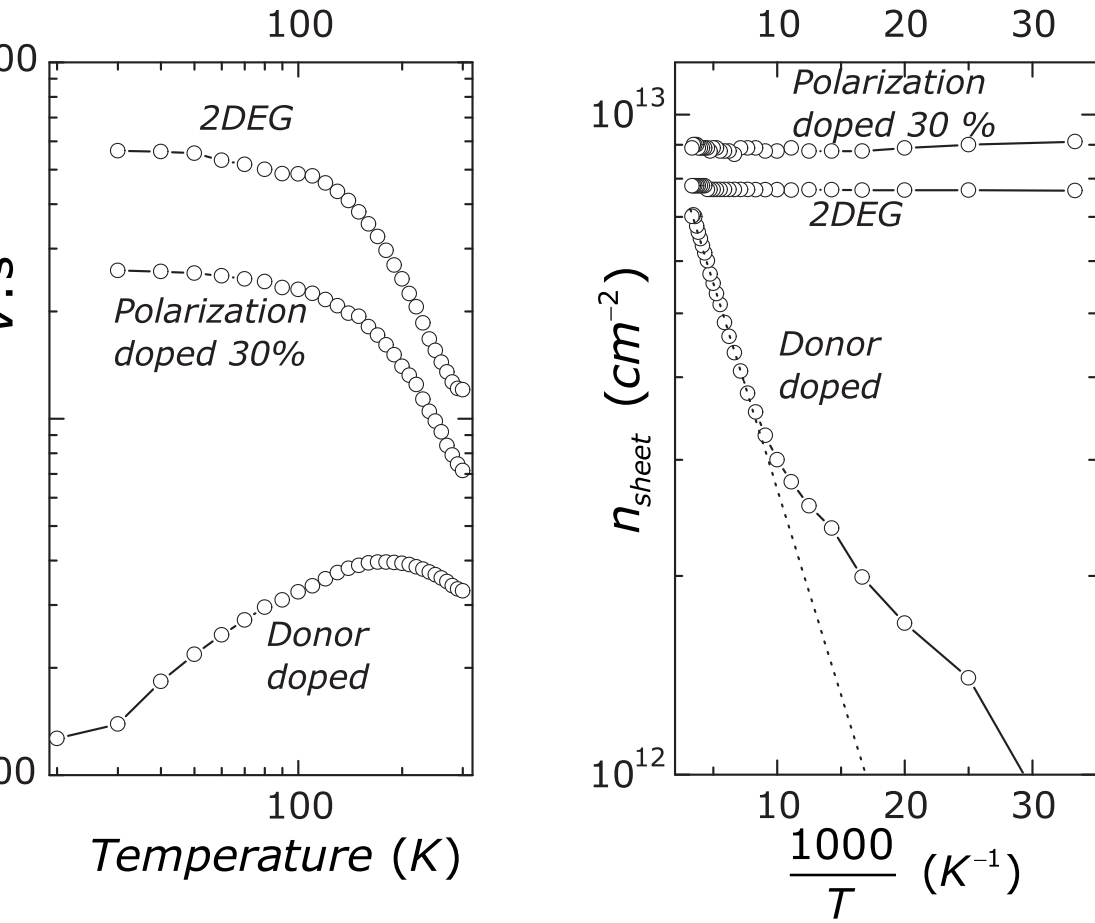 100
10 20 30
00
2DEG
Polarization
doped 30%
Donor
doped
00
100
Temperature (K)
10¹³
Polarization
doped 30 %
2DEG
Donor
doped
n_sheet (cm⁻²)
10¹²
10 20 30
1000
T
(K⁻¹)